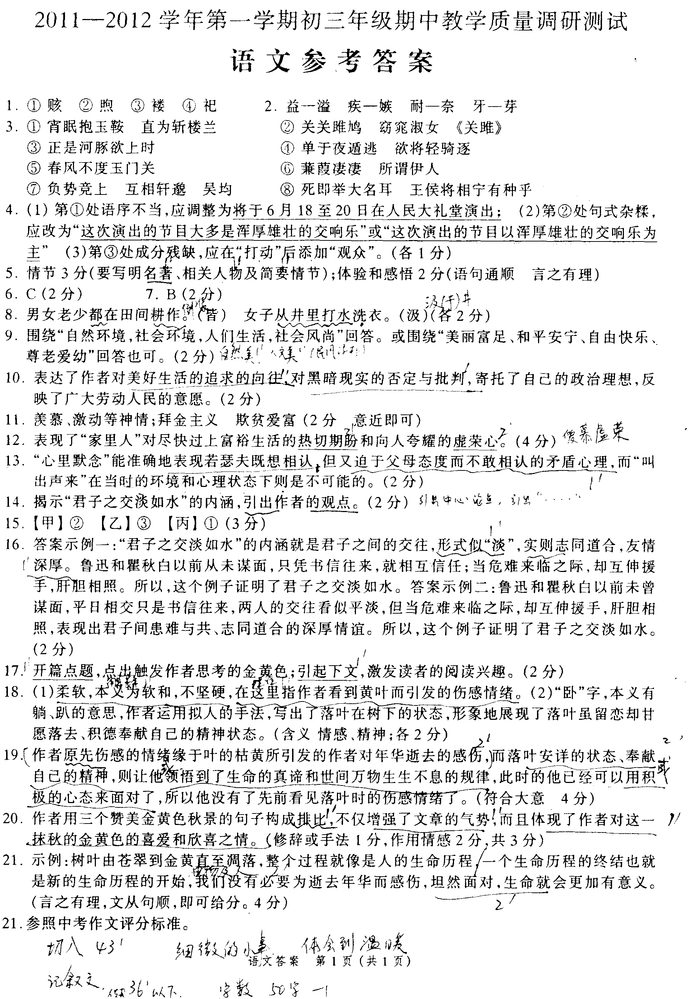 2011—2012 学年第一学期初三年级期中教学质量调研测试
语文参考答案
1. ① 赅 ② 煦 ③ 褛 ④ 祀 2. 益—溢 疾—嫉 耐—奈 牙—芽
3. ① 宵眠抱玉鞍 直为斩楼兰 ② 关关雎鸠 窈窕淑女 《关雎》
③ 正是河豚欲上时 ④ 单于夜遁逃 欲将轻骑逐
⑤ 春风不度玉门关 ⑥ 蒹葭凄凄 所谓伊人
⑦ 负势竞上 互相轩邈 吴均 ⑧ 死即举大名耳 王侯将相宁有种乎
4. (1) 第①处语序不当,应调整为将于 6 月 18 至 20 日在人民大礼堂演出; (2)第②处句式杂糅,
应改为“这次演出的节目大多是浑厚雄壮的交响乐”或“这次演出的节目以浑厚雄壮的交响乐为
主” (3)第③处成分残缺,应在“打动”后添加“观众”。(各 1 分)
5. 情节 3 分(要写明名著、相关人物及简要情节);体验和感悟 2 分(语句通顺 言之有理)
6. C (2 分) 7. B (2 分)
汲(于)井
8. 男女老少都在田间耕作。(皆) 女子从井里打水洗衣。(汲)(各 2 分)
9. 围绕“自然环境,社会环境,人们生活,社会风尚”回答。或围绕“美丽富足、和平安宁、自由快乐、
尊老爱幼”回答也可。(2 分) 自然美 人文美
10. 表达了作者对美好生活的追求的向往,对黑暗现实的否定与批判,寄托了自己的政治理想,反
映了广大劳动人民的意愿。(2 分)
11. 羡慕、激动等神情;拜金主义 欺贫爱富 (2 分 意近即可)
12. 表现了“家里人”对尽快过上富裕生活的热切期盼和向人夸耀的虚荣心。(4 分) 慕虚荣
13. “心里默念”能准确地表现若瑟夫既想相认,但又迫于父母态度而不敢相认的矛盾心理,而“叫
出声来”在当时的环境和心理状态下则是不可能的。(2 分)
14. 揭示“君子之交淡如水”的内涵,引出作者的观点。(2 分) 引出中心论点, 引出“……”
15. 【甲】② 【乙】③ 【丙】① (3 分)
16. 答案示例一:“君子之交淡如水”的内涵就是君子之间的交往,形式似“淡”,实则志同道合,友情
深厚。鲁迅和瞿秋白以前从未谋面,只凭书信往来,就相互信任;当危难来临之际,却互伸援
手,肝胆相照。所以,这个例子证明了君子之交淡如水。答案示例二:鲁迅和瞿秋白以前未曾
谋面,平日相交只是书信往来,两人的交往看似平淡,但当危难来临之际,却互伸援手,肝胆相
照,表现出君子间患难与共、志同道合的深厚情谊。所以,这个例子证明了君子之交淡如水。
(2 分)
17. 开篇点题,点出触发作者思考的金黄色;引起下文,激发读者的阅读兴趣。(2 分)
18. (1)柔软,本义为软和,不坚硬,在这里指作者看到黄叶而引发的伤感情绪。(2)“卧”字,本义有
躺、趴的意思,作者运用拟人的手法,写出了落叶在树下的状态,形象地展现了落叶虽留恋却甘
愿落去、积德奉献自己的精神状态。(含义 情感、精神;各 2 分)
19. 作者原先伤感的情绪缘于叶的枯黄所引发的作者对年华逝去的感伤,而落叶安详的状态、奉献
自己的精神,则让他领悟到了生命的真谛和世间万物生生不息的规律,此时的他已经可以用积
极的心态来面对了,所以他没有了先前看见落叶时的伤感情绪了。(符合大意 4 分)
20. 作者用三个赞美金黄色秋景的句子构成排比,不仅增强了文章的气势,而且体现了作者对这一
抹秋的金黄色的喜爱和欣喜之情。(修辞或手法 1 分,作用情感 2 分,共 3 分)
21. 示例:树叶由苍翠到金黄直至凋落,整个过程就像是人的生命历程,一个生命历程的终结也就
由物及人 2'
是新的生命历程的开始,我们没有必要为逝去年华而感伤,坦然面对,生命就会更加有意义。
(言之有理,文从句顺,即可给分。4 分) 2'
21. 参照中考作文评分标准。
切入 43' 细微的小事 体会到温暖
语文答案 第 1 页 (共 1 页)
记叙文. 36'以下. 字数 50字 -1